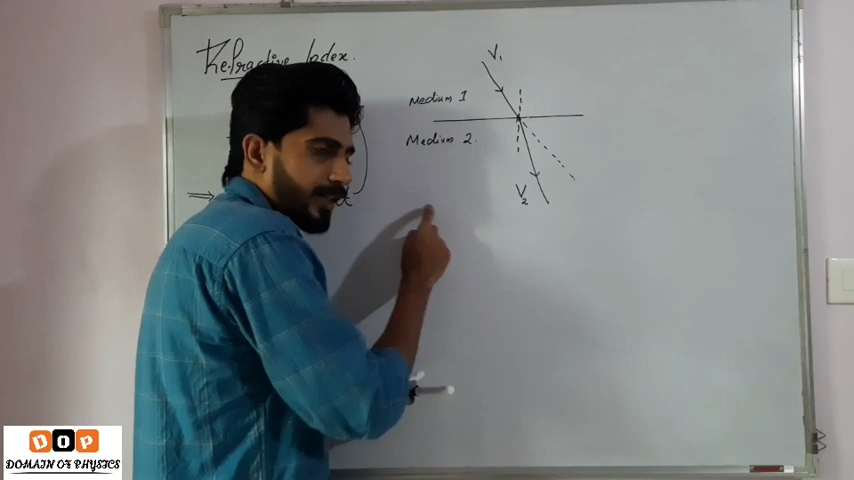 Refractive Index.
V1
Medium 1
Medium 2.
V2
DOP
DOMAIN OF PHYSICS